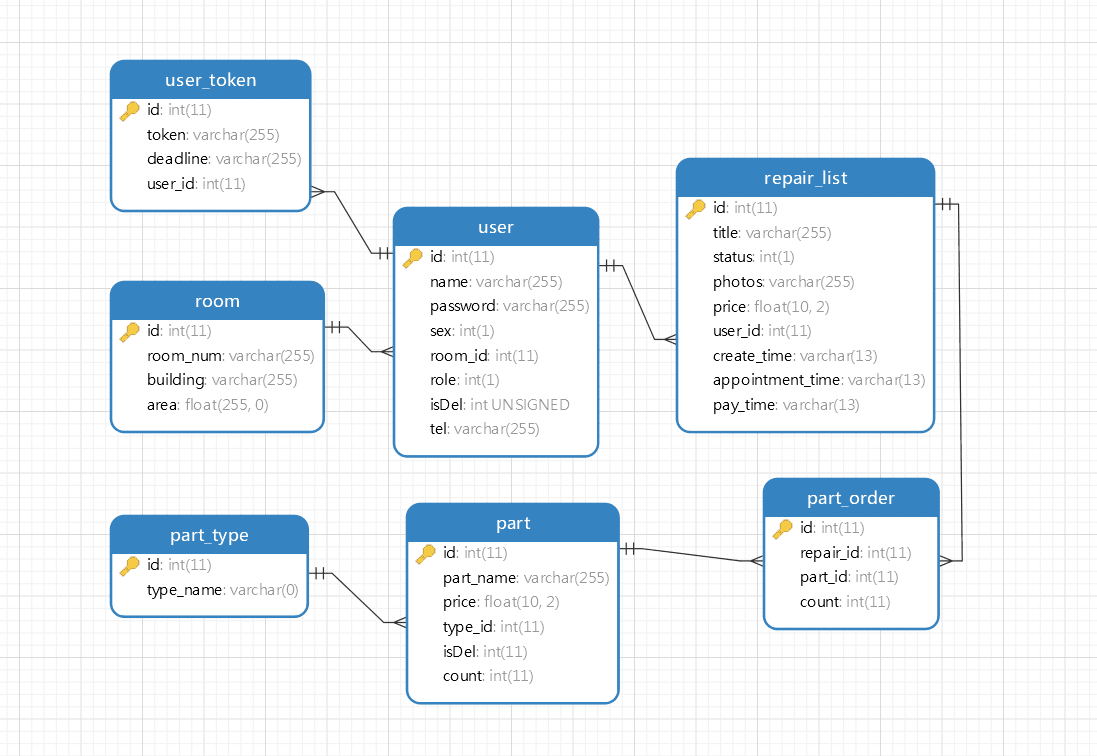 user_token
id: int(11)
token: varchar(255)
deadline: varchar(255)
user_id: int(11)
room
id: int(11)
room_num: varchar(255)
building: varchar(255)
area: float(255, 0)
part_type
id: int(11)
type_name: varchar(0)
user
id: int(11)
name: varchar(255)
password: varchar(255)
sex: int(1)
room_id: int(11)
role: int(1)
isDel: int UNSIGNED
tel: varchar(255)
part
id: int(11)
part_name: varchar(255)
price: float(10, 2)
type_id: int(11)
isDel: int(11)
count: int(11)
repair_list
id: int(11)
title: varchar(255)
status: int(1)
photos: varchar(255)
price: float(10, 2)
user_id: int(11)
create_time: varchar(13)
appointment_time: varchar(13)
pay_time: varchar(13)
part_order
id: int(11)
repair_id: int(11)
part_id: int(11)
count: int(11)